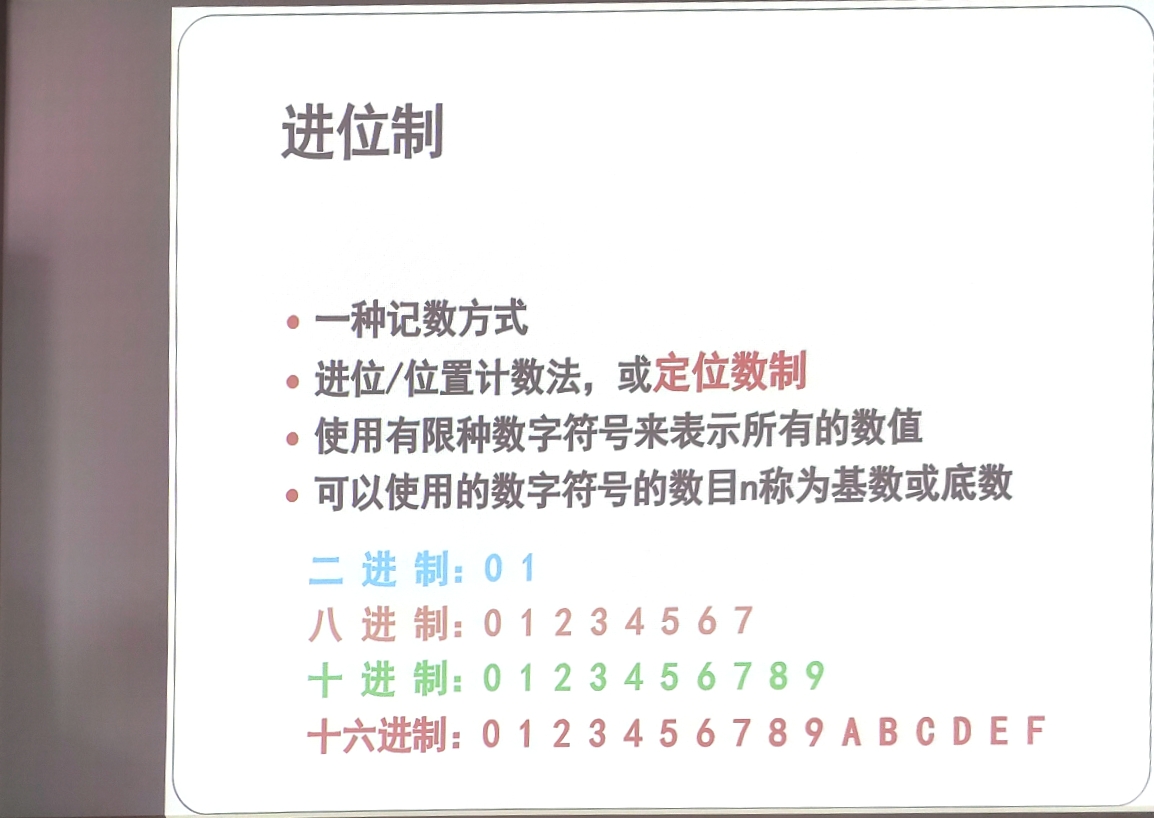 进位制
• 一种记数方式
• 进位/位置计数法，或定位数制
• 使用有限种数字符号来表示所有的数值
• 可以使用的数字符号的数目n称为基数或底数
二 进 制：0 1
八 进 制：0 1 2 3 4 5 6 7
十 进 制：0 1 2 3 4 5 6 7 8 9
十六进制：0 1 2 3 4 5 6 7 8 9 A B C D E F